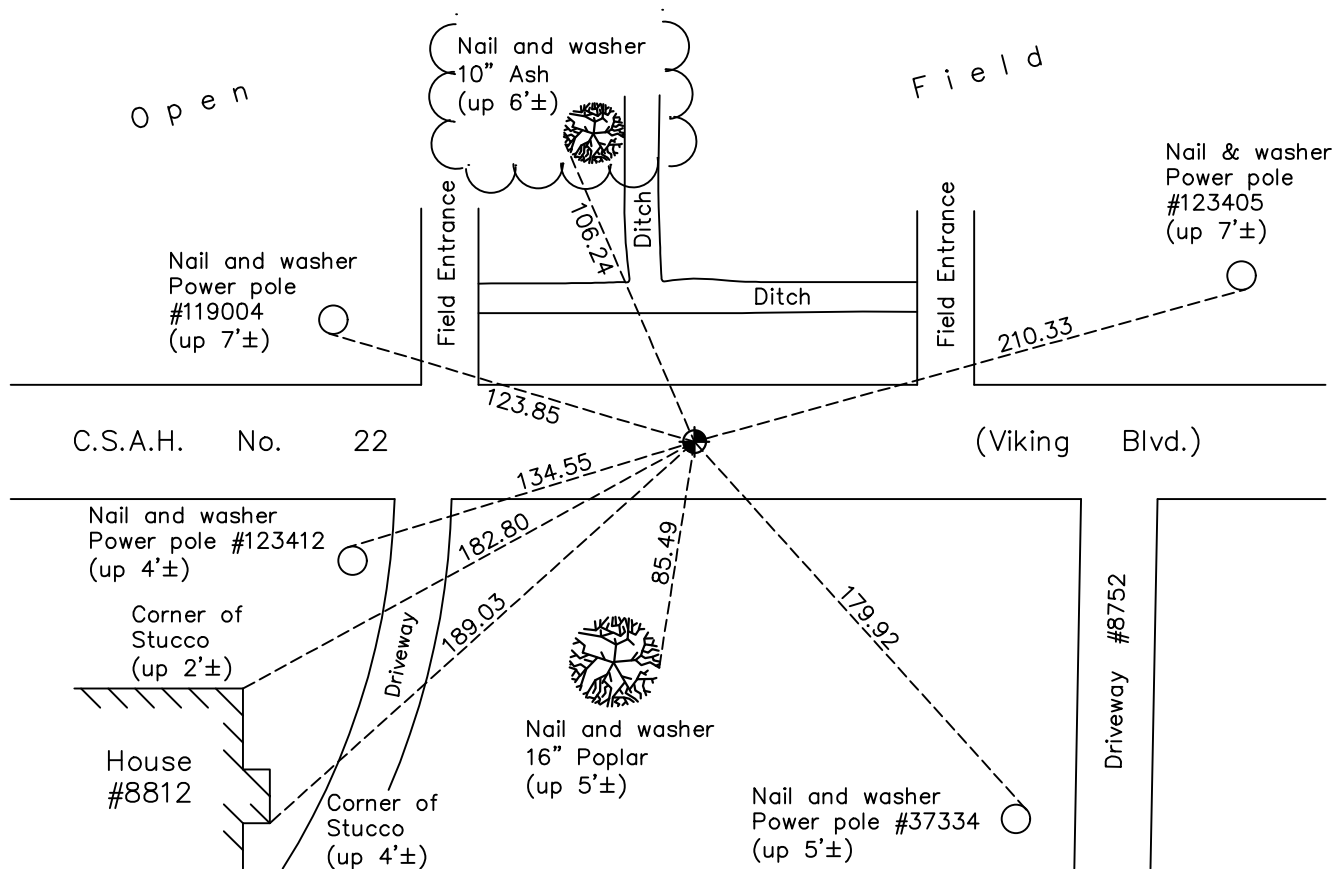 Nail and washer
10” Ash
(up 6’±)
Open
Field
Nail & washer
Power pole
#123405
(up 7’±)
Nail and washer
Power pole
#119004
(up 7’±)
Field Entrance
106.24
Ditch
Ditch
Field Entrance
210.33
123.85
C.S.A.H. No. 22
(Viking Blvd.)
134.55
Nail and washer
Power pole #123412
(up 4’±)
182.80
85.49
189.03
179.92
Corner of
Stucco
(up 2’±)
Driveway
Driveway #8752
House
#8812
Nail and washer
16” Poplar
(up 5’±)
Corner of
Stucco
(up 4’±)
Nail and washer
Power pole #37334
(up 5’±)